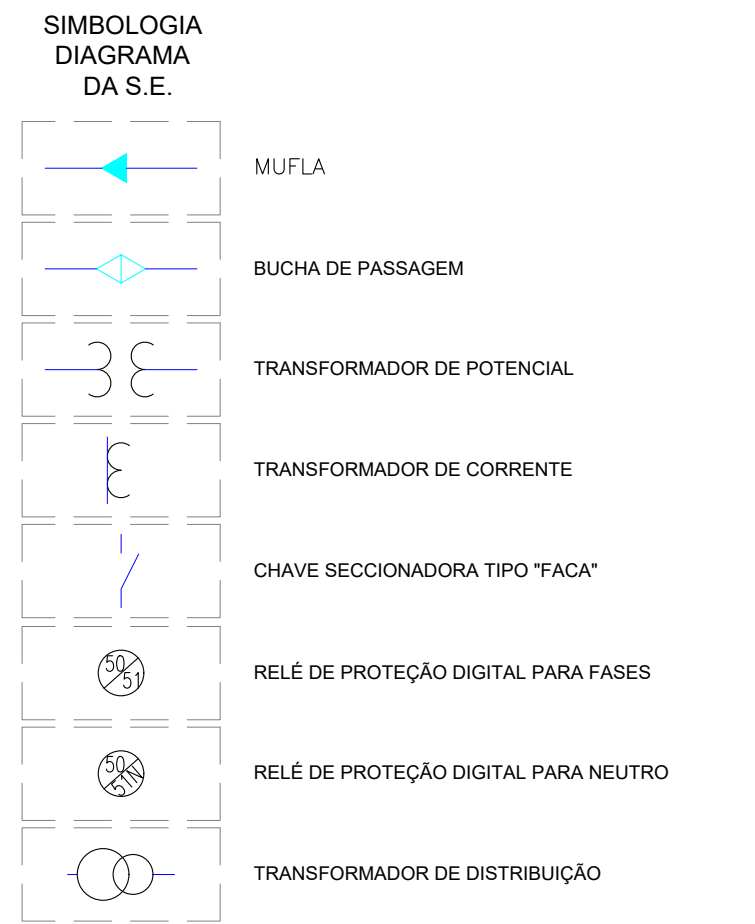 SIMBOLOGIA
DIAGRAMA
DA S.E.
MUFLA
BUCHA DE PASSAGEM
TRANSFORMADOR DE POTENCIAL
TRANSFORMADOR DE CORRENTE
CHAVE SECCIONADORA TIPO "FACA"
50/51
RELÉ DE PROTEÇÃO DIGITAL PARA FASES
50/51N
RELÉ DE PROTEÇÃO DIGITAL PARA NEUTRO
TRANSFORMADOR DE DISTRIBUIÇÃO